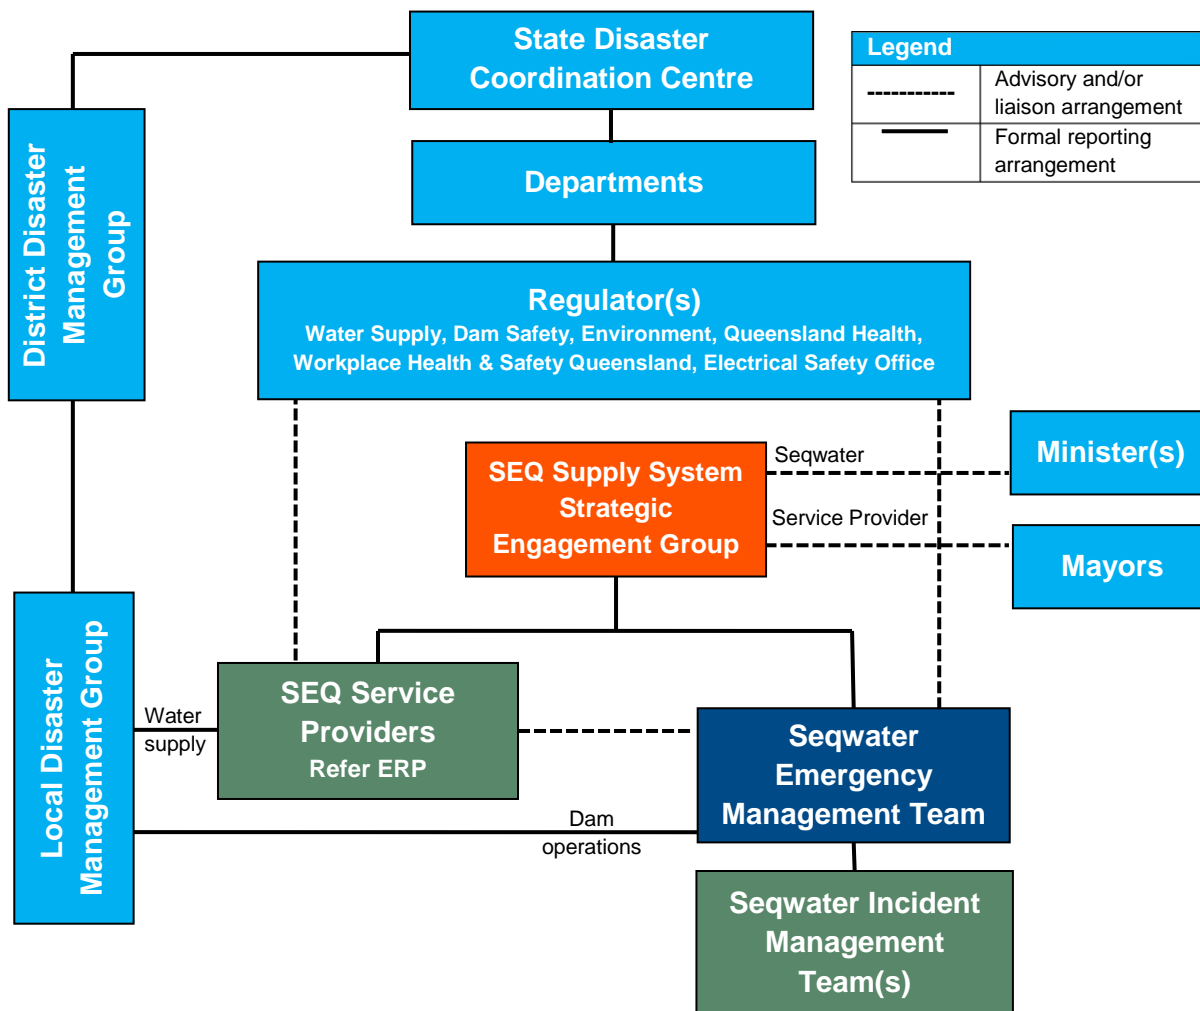 State Disaster
Coordination Centre
Legend
Advisory and/or
liaison arrangement
Formal reporting
arrangement
Departments
District Disaster
Management
Group
Regulator(s)
Water Supply, Dam Safety, Environment, Queensland Health,
Workplace Health & Safety Queensland, Electrical Safety Office
SEQ Supply System
Strategic
Engagement Group
Seqwater
Minister(s)
Service Provider
Mayors
Local Disaster
Management Group
Water
supply
SEQ Service
Providers
Refer ERP
Seqwater
Emergency
Management Team
Dam
operations
Seqwater Incident
Management
Team(s)